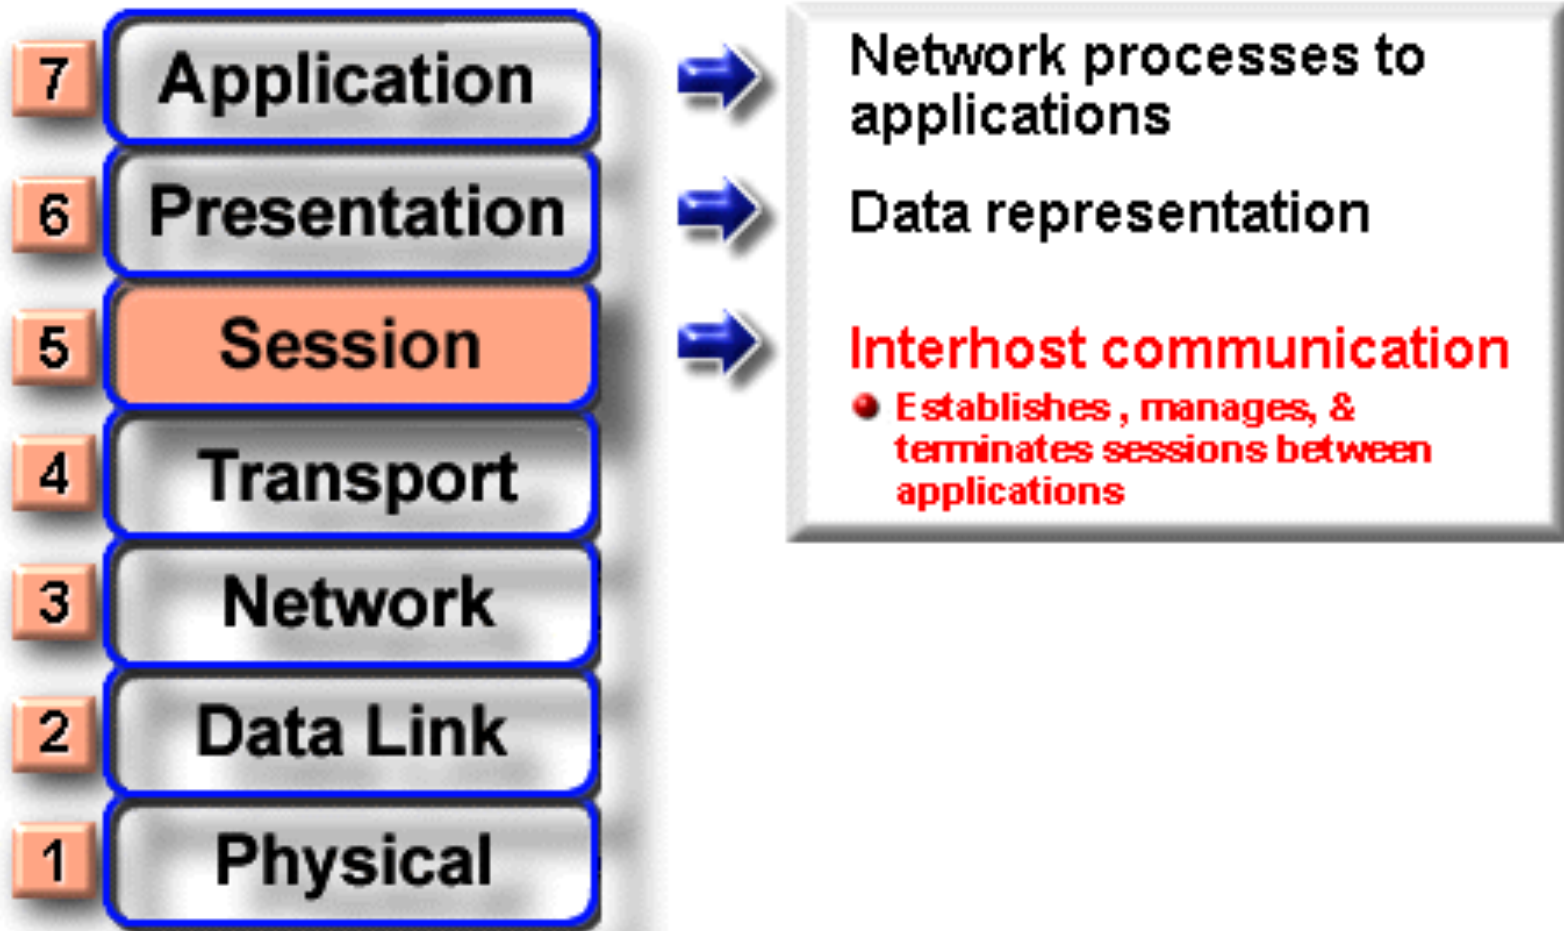 7 Application
Network processes to
applications
6 Presentation
Data representation
5 Session
Interhost communication
Establishes , manages, &
terminates sessions between
applications
4 Transport
3 Network
2 Data Link
1 Physical